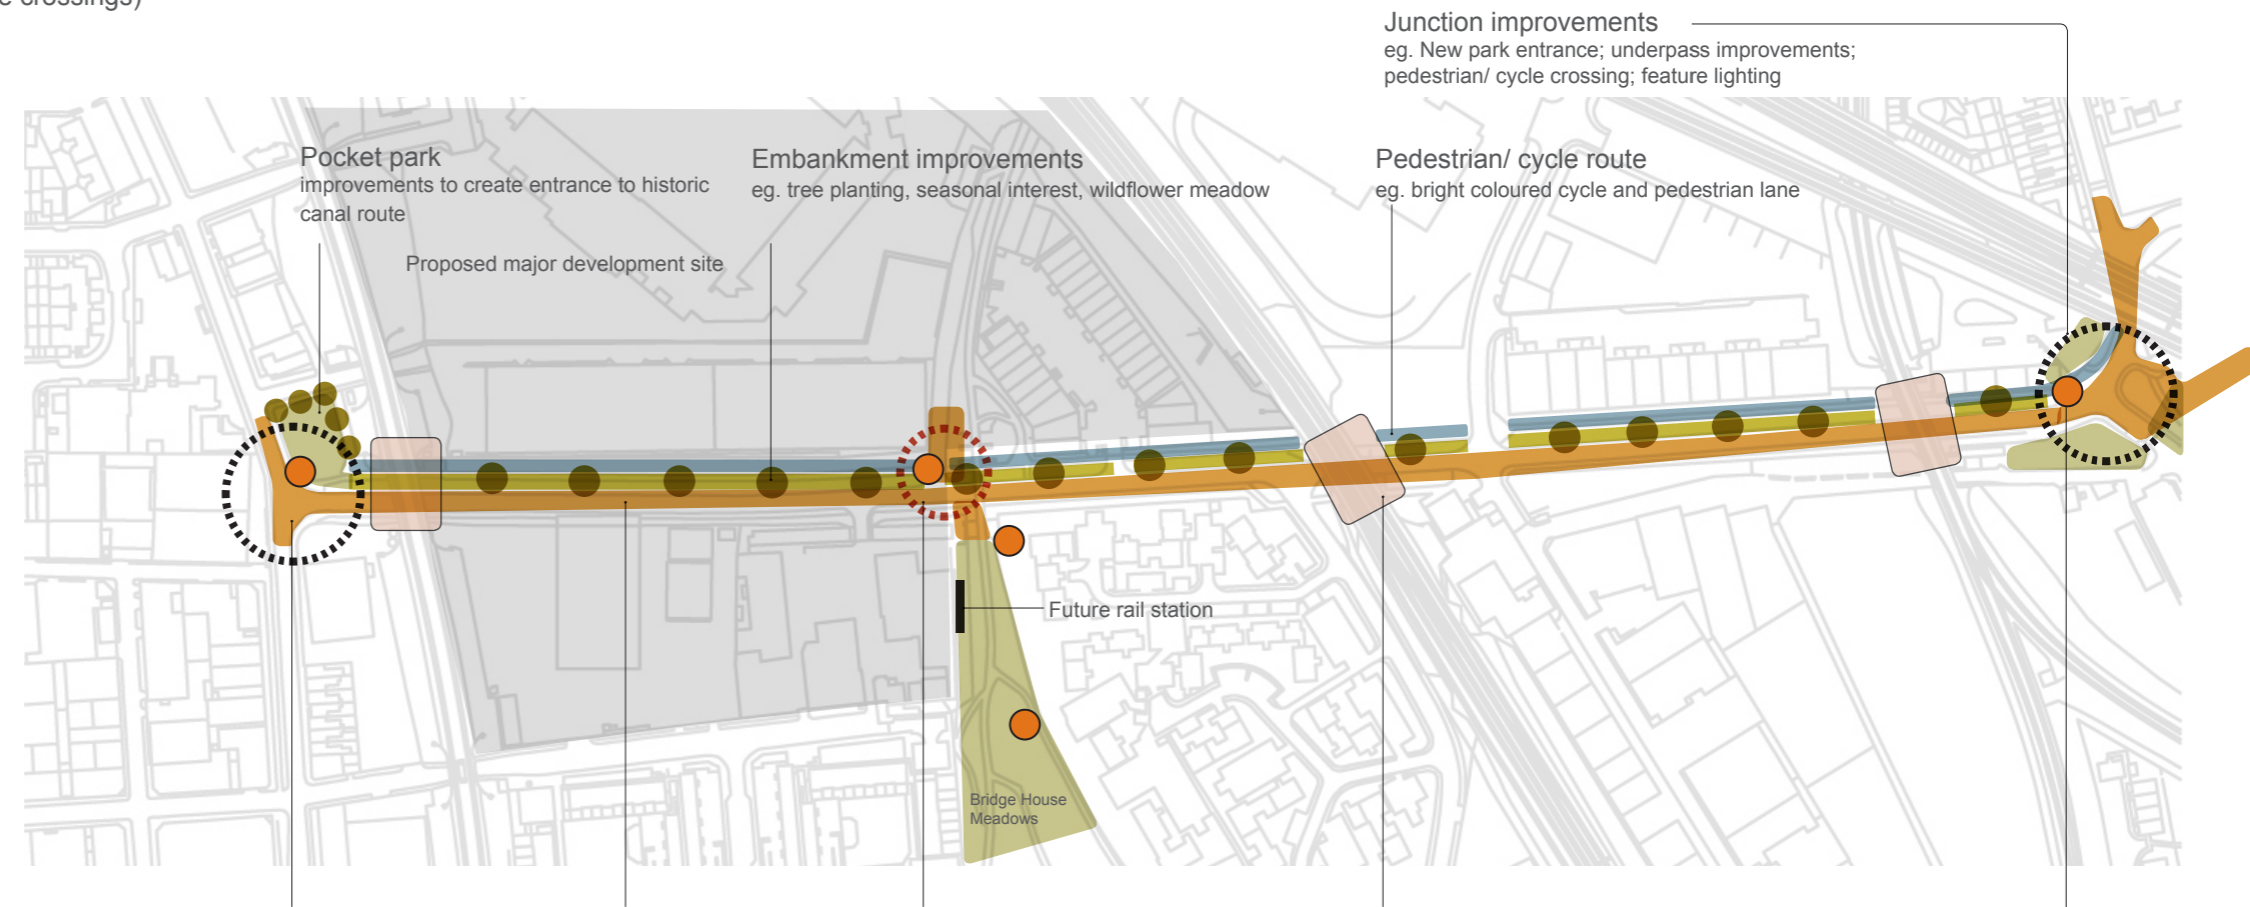 e crossings)
Junction improvements
eg. New park entrance; underpass improvements;
pedestrian/ cycle crossing; feature lighting
Pocket park
improvements to create entrance to historic
canal route
Embankment improvements
eg. tree planting, seasonal interest, wildflower meadow
Pedestrian/ cycle route
eg. bright coloured cycle and pedestrian lane
Proposed major development site
Future rail station
Bridge House
Meadows